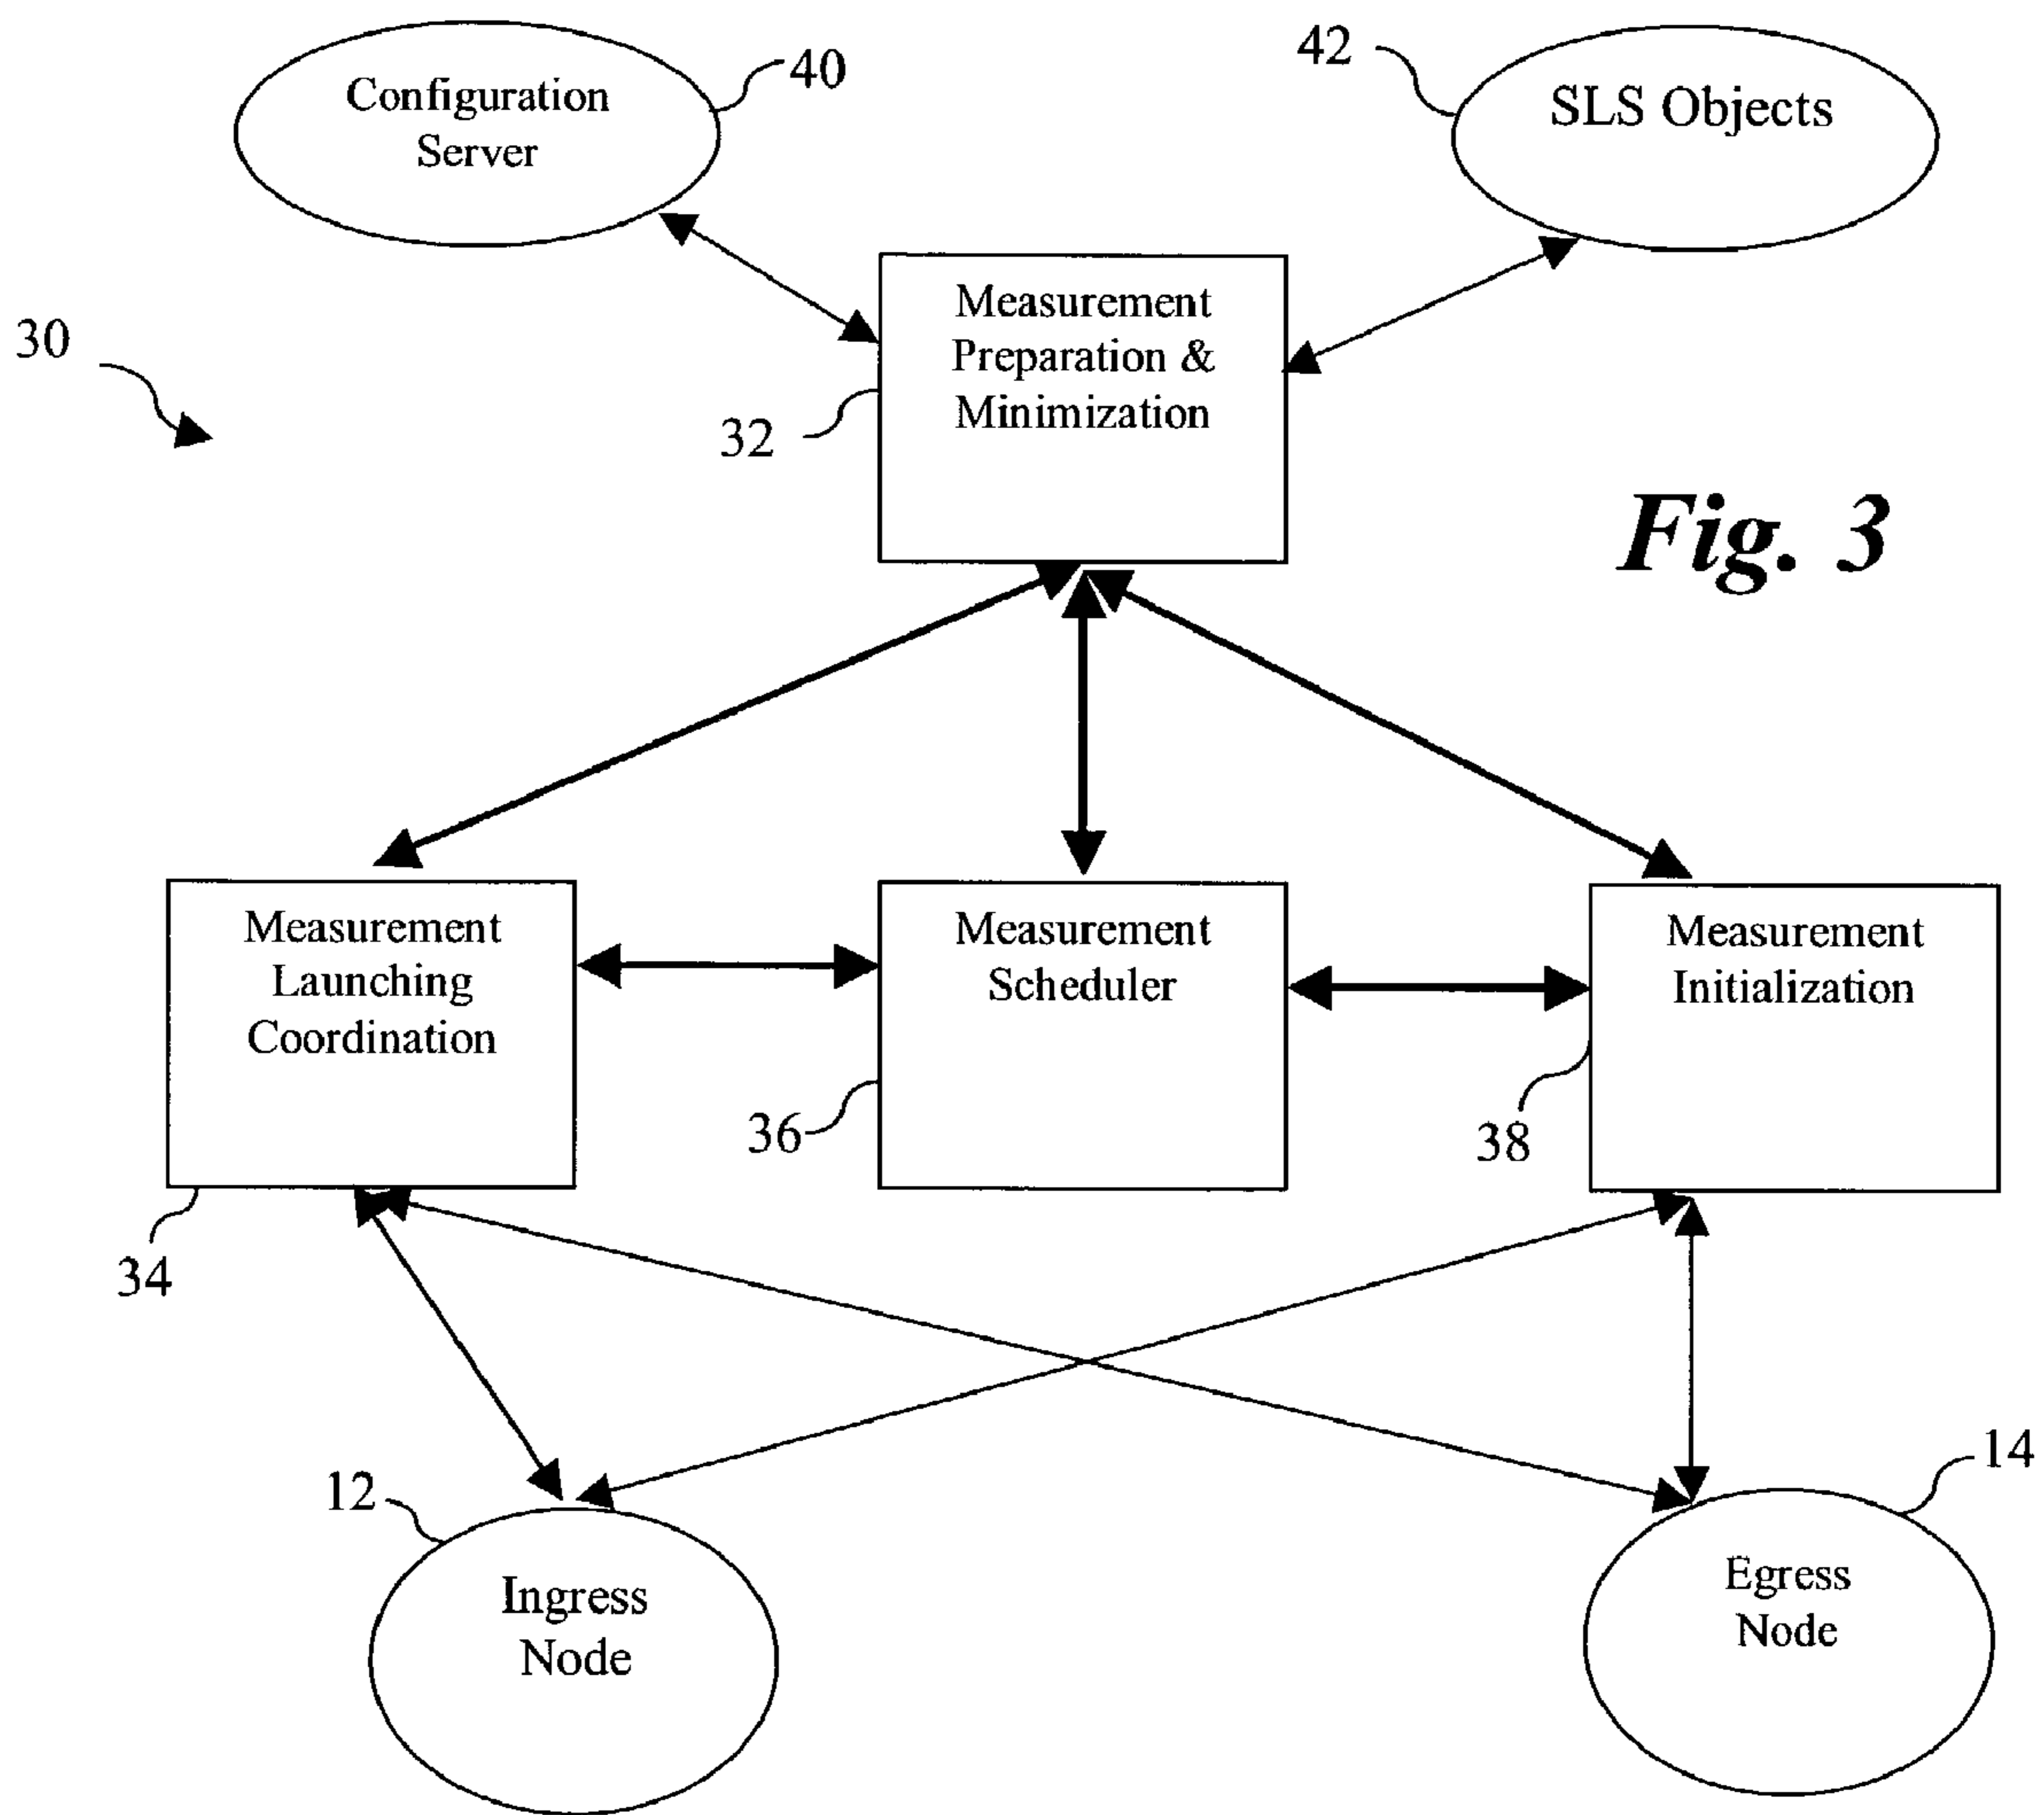 Configuration
Server
40
42
SLS Objects
30
Measurement
Preparation &
Minimization
32
Fig. 3
Measurement
Launching
Coordination
34
Measurement
Scheduler
36
Measurement
Initialization
38
12
Ingress
Node
14
Egress
Node